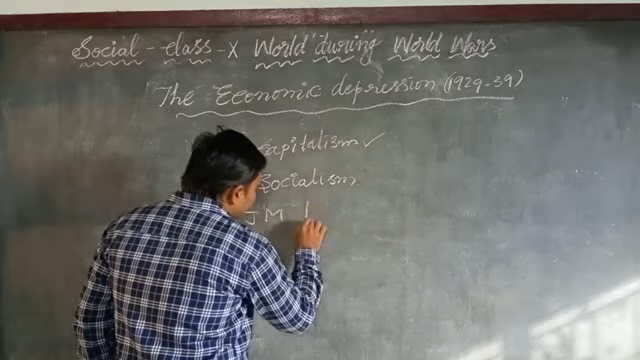 Social-class-X World during World Wars
The Economic depression (1929-39)
Capitalism ✓
Socialism
JM